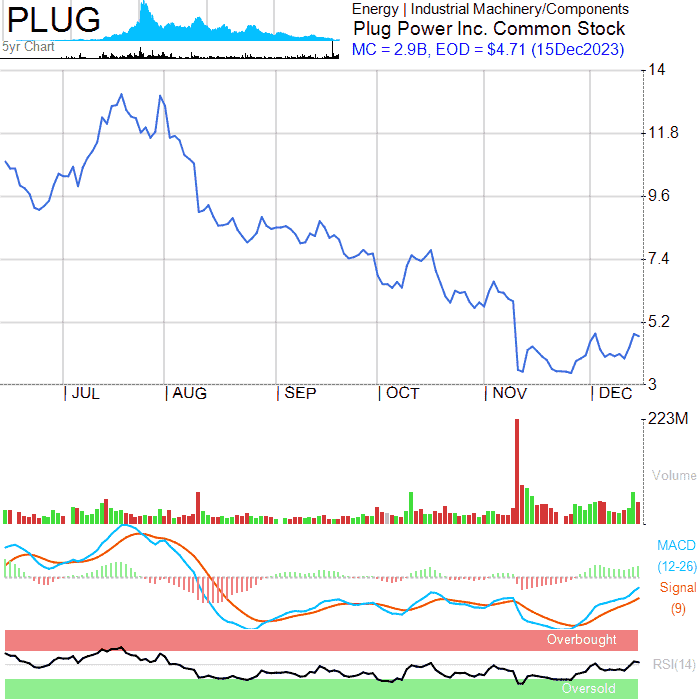 PLUG
5yr Chart
Energy | Industrial Machinery/Components
Plug Power Inc. Common Stock
MC = 2.9B, EOD = $4.71 (15Dec2023)
14
11.8
9.6
7.4
5.2
3
JUL AUG SEP OCT NOV DEC
223M
Volume
MACD
(12-26)
Signal
(9)
Overbought
RSI(14)
Oversold